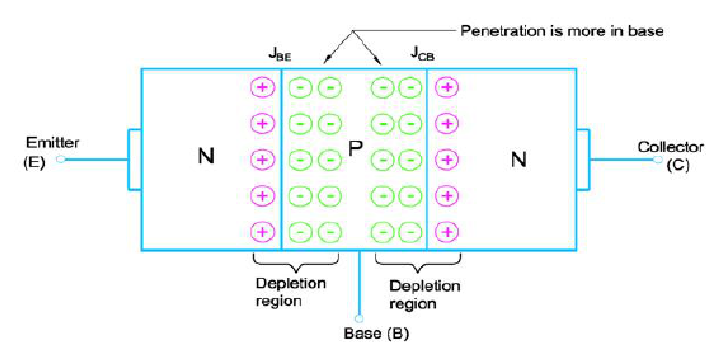 Penetration is more in base
JBE
JCB
Emitter
(E)
N
P
N
Collector
(C)
Depletion
region
Depletion
region
Base (B)